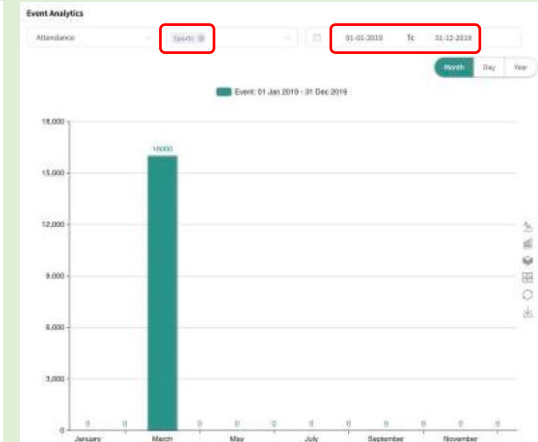 Event Analytics
Attendance Sports 01-01-2019 To 31-12-2019
Month Day Year
Event: 01 Jan 2019 - 31 Dec 2019
18,000
16000
15,000
12,000
9,000
6,000
3,000
0 0 0 0 0 0 0 0 0 0 0
0
January March May July September November